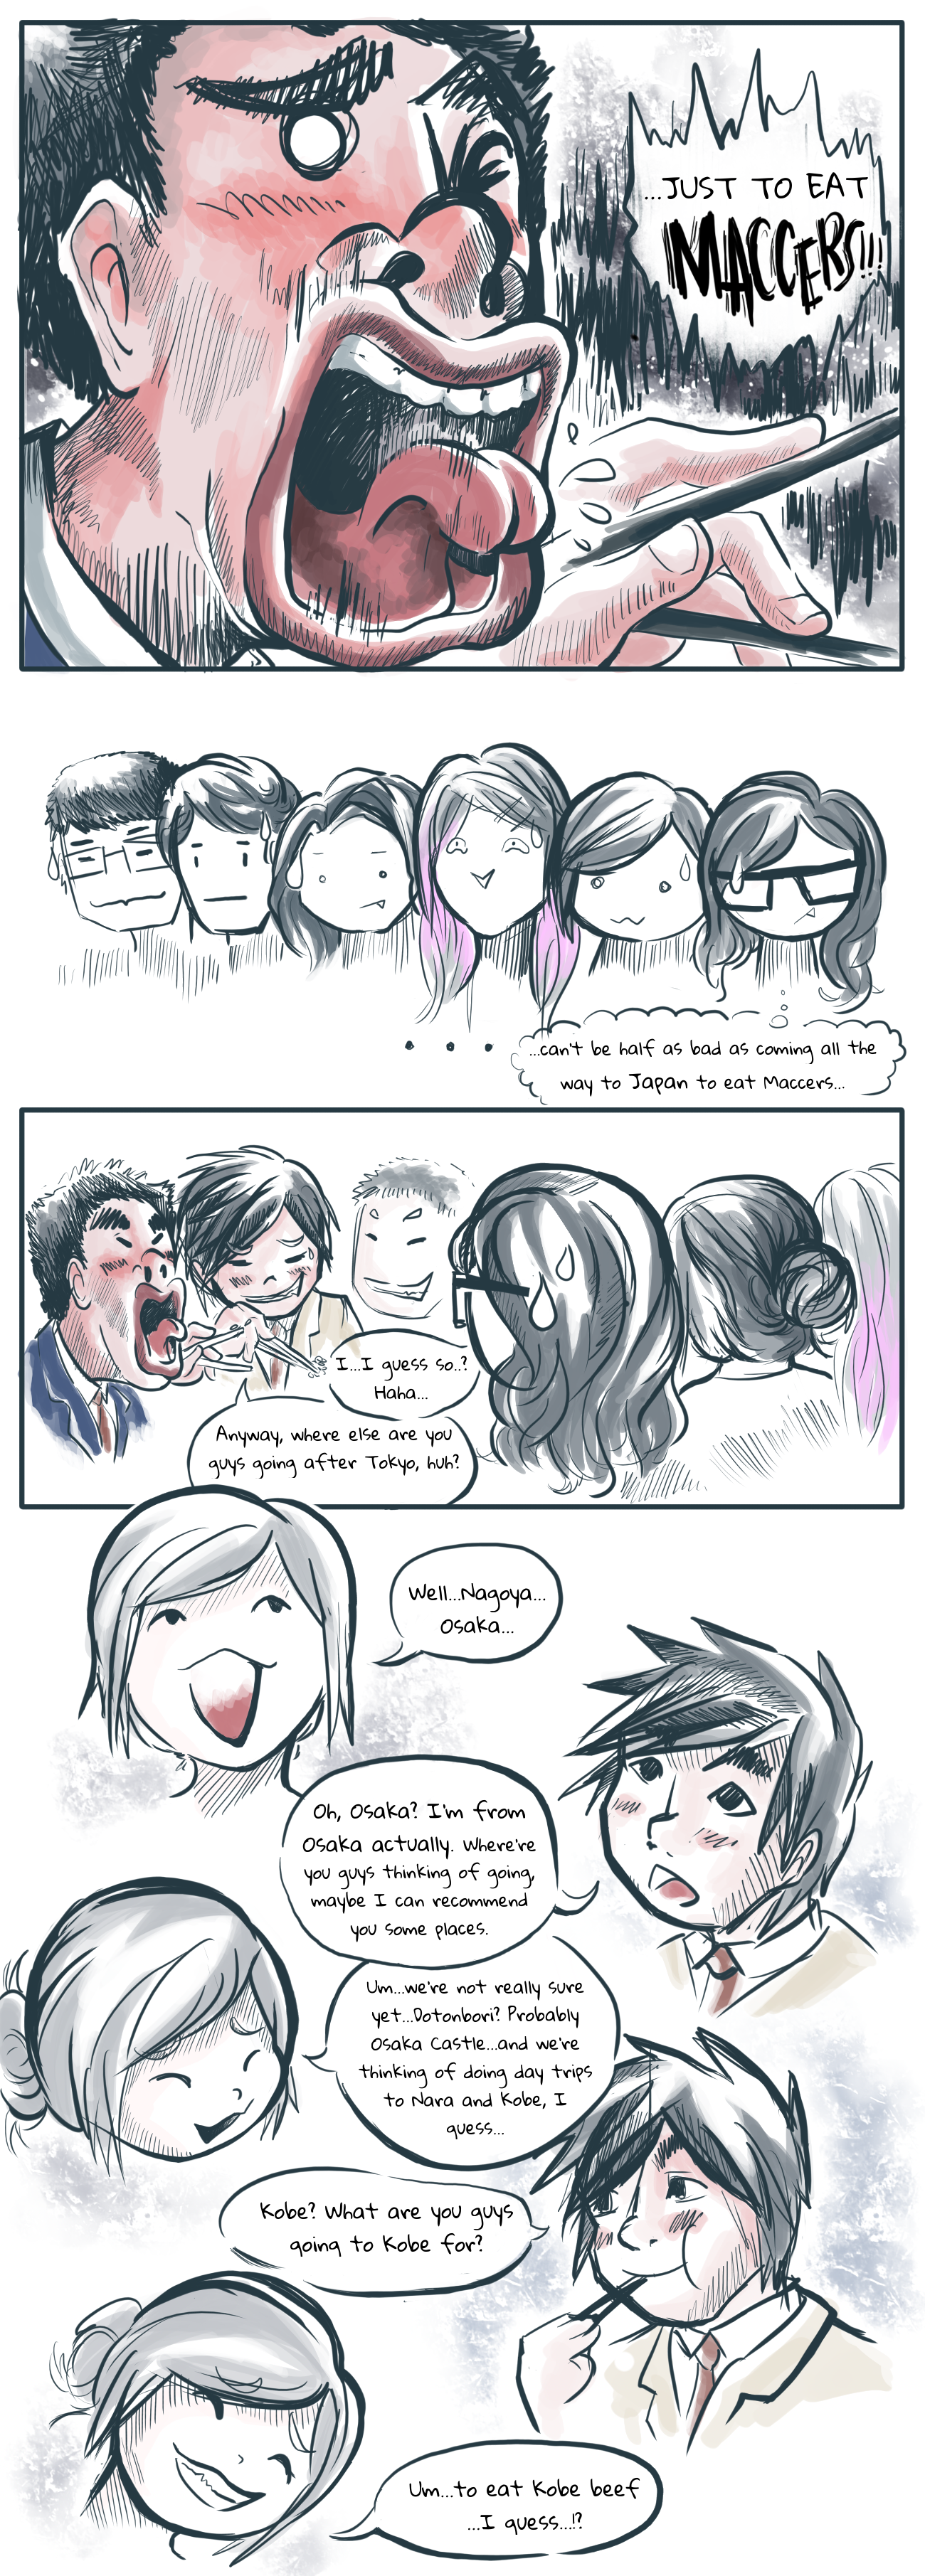 ...JUST TO EAT
MACCERS!!!
...can't be half as bad as coming all the
way to Japan to eat Maccers...
I...I guess so..?
Haha...
Anyway, where else are you
guys going after Tokyo, huh?
Well...Nagoya...
Osaka...
Oh, Osaka? I'm from
Osaka actually. Where're
you guys thinking of going,
maybe I can recommend
you some places.
Um...we're not really sure
yet...Dotonbori? Probably
Osaka Castle...and we're
thinking of doing day trips
to Nara and Kobe, I
guess...
Kobe? What are you guys
going to Kobe for?
Um...to eat Kobe beef
...I guess...!?